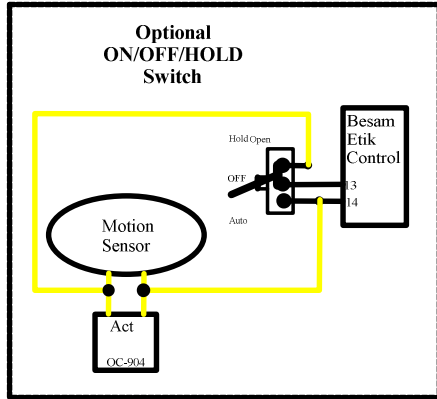 Optional
ON/OFF/HOLD
Switch
Hold Open
OFF
Auto
Besam
Etik
Control
13
14
Motion
Sensor
Act
OC-904